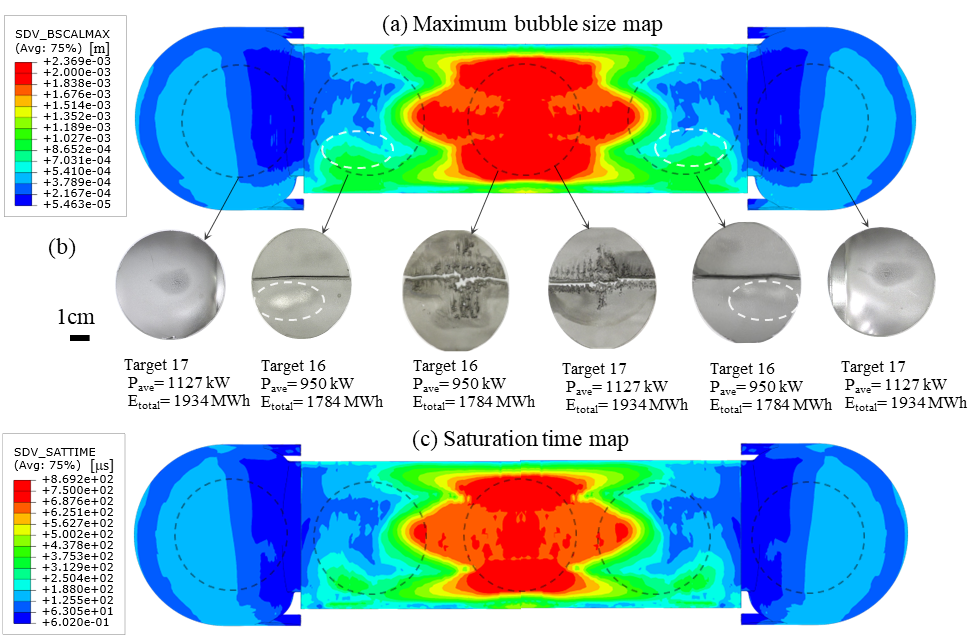 (a) Maximum bubble size map
SDV_BSCALMAX
(Avg: 75%) [m]
+2.369e-03
+2.000e-03
+1.838e-03
+1.676e-03
+1.514e-03
+1.352e-03
+1.189e-03
+1.027e-03
+8.652e-04
+7.031e-04
+5.410e-04
+3.789e-04
+2.167e-04
+5.463e-05
(b)
1cm
Target 17
Pave= 1127 kW
Etotal= 1934 MWh
Target 16
Pave= 950 kW
Etotal= 1784 MWh
Target 16
Pave= 950 kW
Etotal= 1784 MWh
Target 17
Pave= 1127 kW
Etotal= 1934 MWh
Target 16
Pave= 950 kW
Etotal= 1784 MWh
Target 17
Pave= 1127 kW
Etotal= 1934 MWh
(c) Saturation time map
SDV_SATTIME
(Avg: 75%) [μs]
+8.692e+02
+7.500e+02
+6.876e+02
+6.251e+02
+5.627e+02
+5.002e+02
+4.378e+02
+3.753e+02
+3.129e+02
+2.504e+02
+1.880e+02
+1.255e+02
+6.305e+01
+6.020e-01